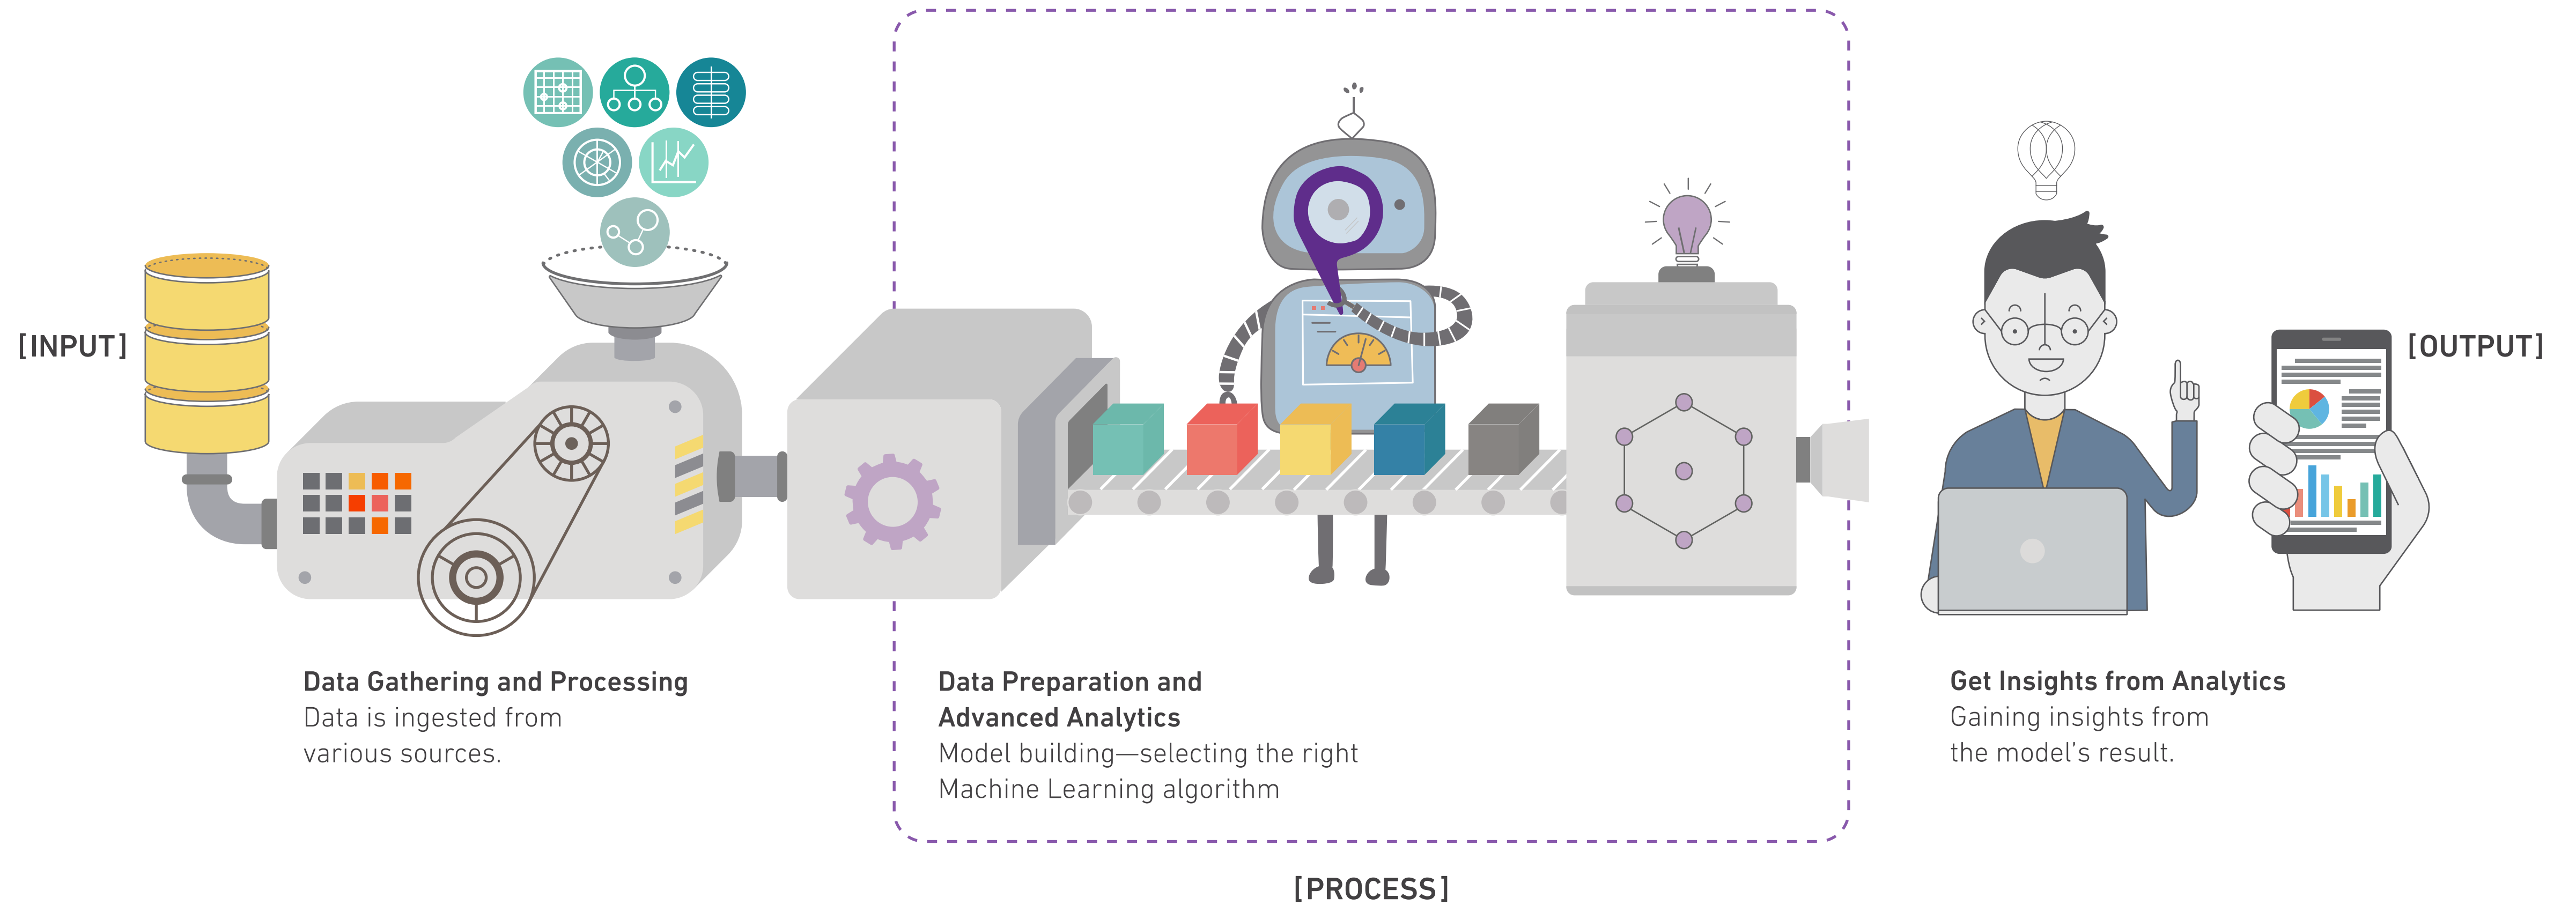 [INPUT]
[OUTPUT]
Data Gathering and Processing
Data is ingested from
various sources.
Data Preparation and
Advanced Analytics
Model building—selecting the right
Machine Learning algorithm
Get Insights from Analytics
Gaining insights from
the model’s result.
[PROCESS]